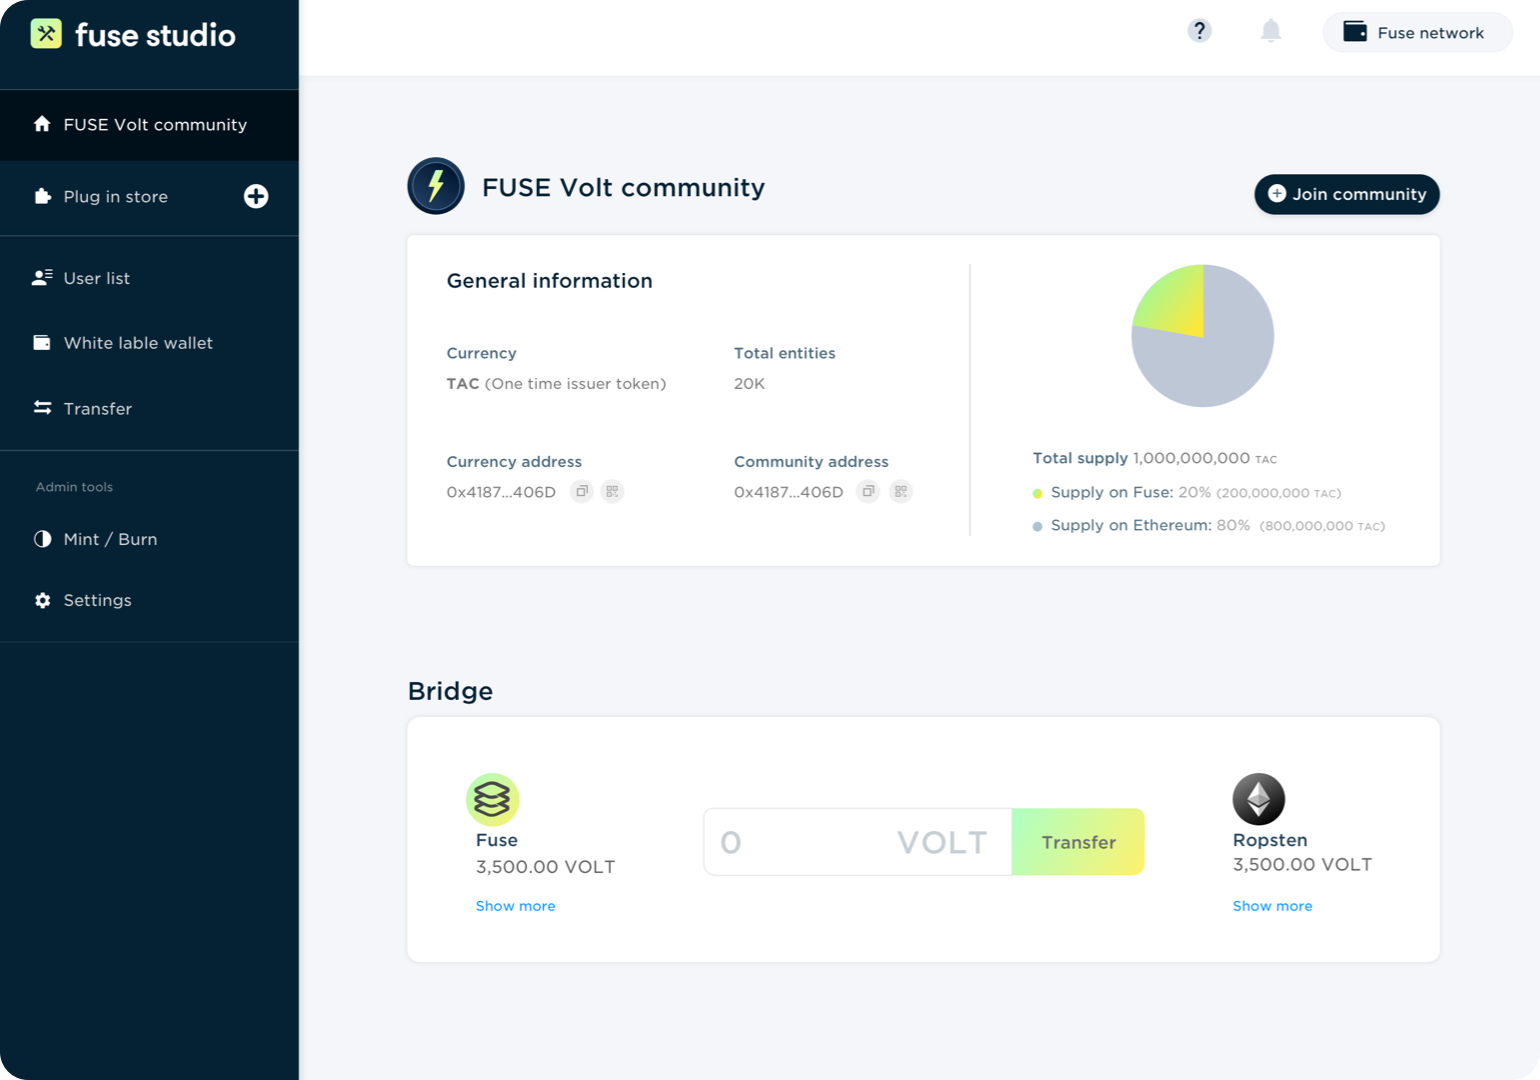 fuse studio
FUSE Volt community
Plug in store
User list
White lable wallet
Transfer
Admin tools
Mint / Burn
Settings
?
Fuse network
FUSE Volt community
Join community
General information
Currency
TAC (One time issuer token)
Total entities
20K
Currency address
0x4187...406D
Community address
0x4187...406D
Total supply 1,000,000,000 TAC
Supply on Fuse: 20% (200,000,000 TAC)
Supply on Ethereum: 80% (800,000,000 TAC)
Bridge
Fuse
3,500.00 VOLT
Show more
0 VOLT
Transfer
Ropsten
3,500.00 VOLT
Show more